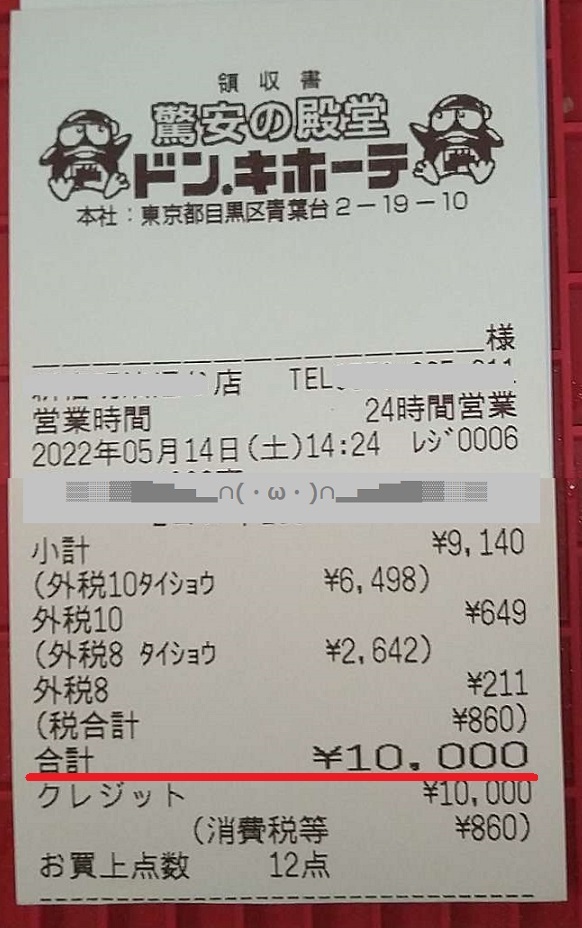 領収書
驚安の殿堂
ドン.キホーテ
本社：東京都目黒区青葉台2－19－10
様
店 TEL
営業時間 24時間営業
2022年05月14日(土)14:24 ﾚｼﾞ0006
∩(・ω・)∩
小計 ¥9,140
(外税10ﾀｲｼｮｳ ¥6,498)
外税10 ¥649
(外税8 ﾀｲｼｮｳ ¥2,642)
外税8 ¥211
(税合計 ¥860)
合計 ¥10,000
クレジット ¥10,000
(消費税等 ¥860)
お買上点数 12点